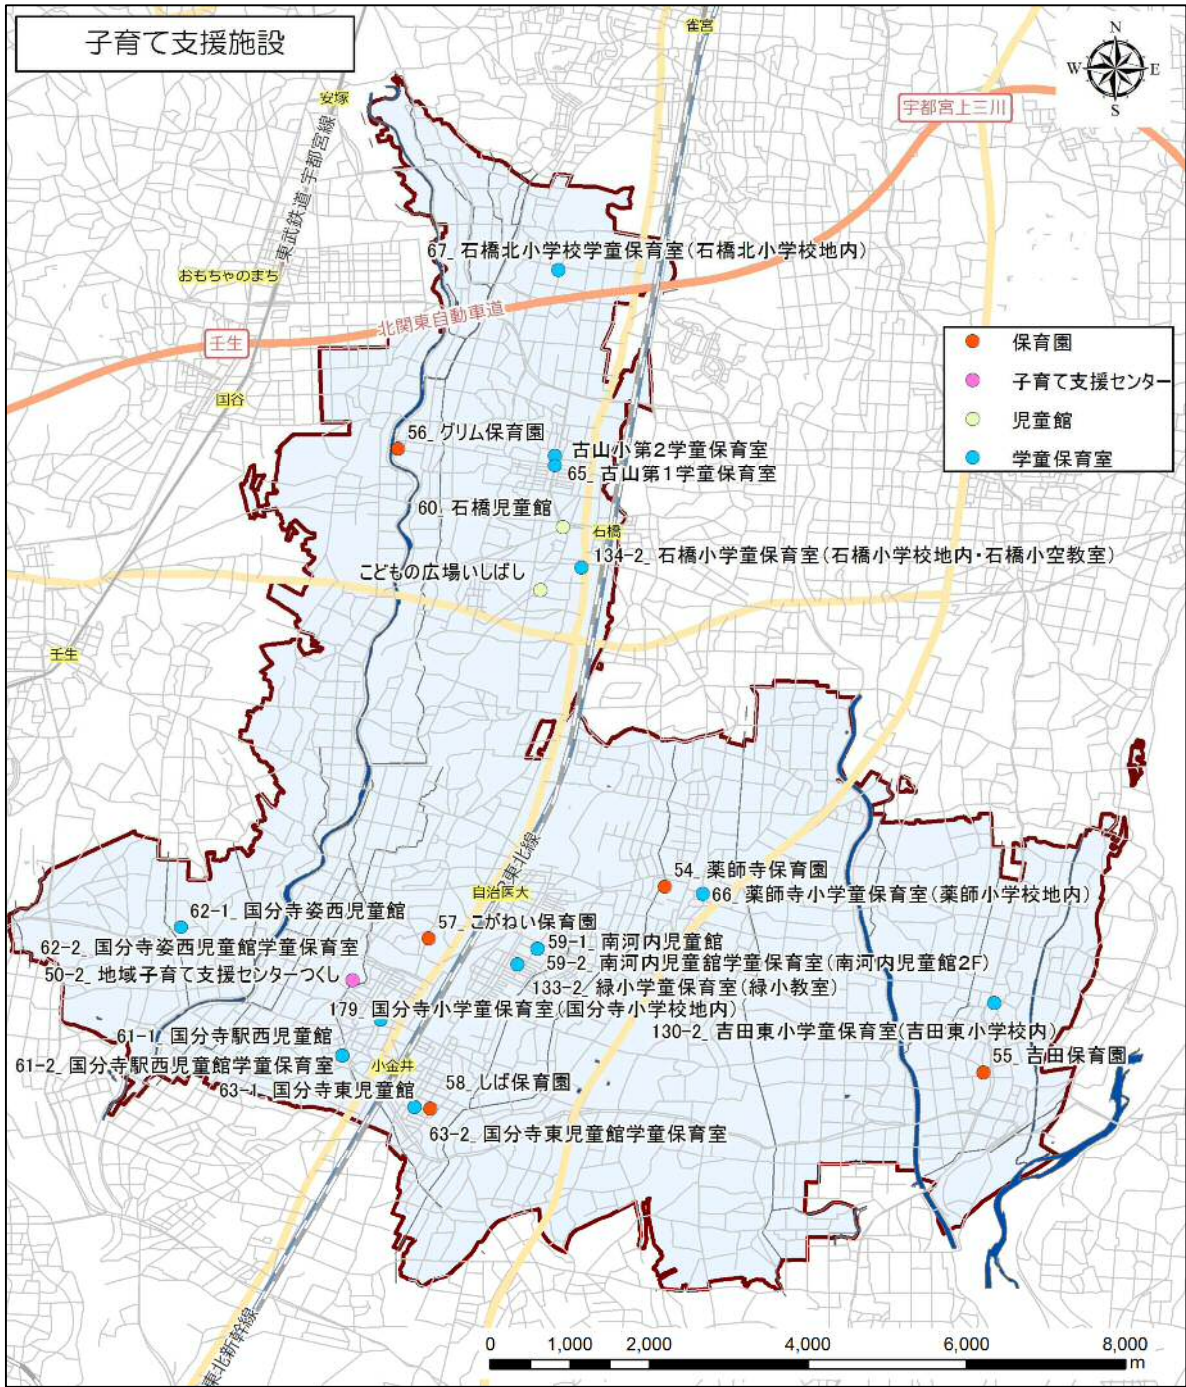 子育て支援施設
雀宮
N
W
E
S
安塚
宇都宮上三川
東武鉄道・宇都宮線
67_石橋北小学校学童保育室(石橋北小学校地内)
おもちゃのまち
北関東自動車道
壬生
保育園
子育て支援センター
児童館
学童保育室
国谷
56_グリム保育園
古山小第2学童保育室
65_古山第1学童保育室
60_石橋児童館
石橋
134-2_石橋小学童保育室(石橋小学校地内・石橋小空教室)
こどもの広場いしばし
壬生
東北線
54_薬師寺保育園
自治医大
66_薬師寺小学童保育室(薬師小学校地内)
62-1_国分寺姿西児童館
57_こがねい保育園
59-1_南河内児童館
62-2_国分寺姿西児童館学童保育室
59-2_南河内児童舘学童保育室(南河内児童館2F)
50-2_地域子育て支援センターつくし
133-2_緑小学童保育室(緑小教室)
179_国分寺小学童保育室(国分寺小学校地内)
61-1_国分寺駅西児童館
130-2_吉田東小学童保育室(吉田東小学校内)
61-2_国分寺駅西児童館学童保育室
小金井
55_吉田保育園
63-1_国分寺東児童館
58_しば保育園
63-2_国分寺東児童館学童保育室
東北新幹線
0 1,000 2,000 4,000 6,000 8,000
m